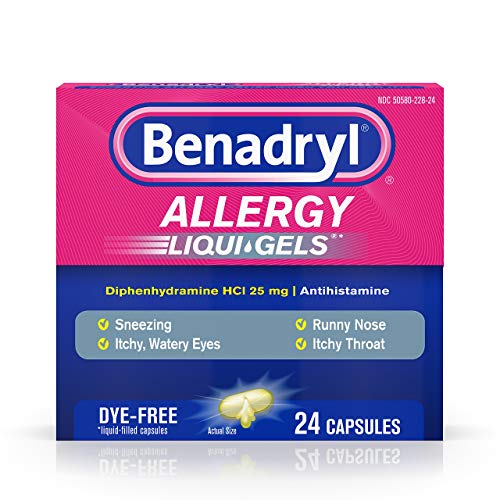 NDC 50580-228-24
Benadryl®
ALLERGY
LIQUI•GELS®*
Diphenhydramine HCl 25 mg | Antihistamine
Sneezing
Runny Nose
Itchy, Watery Eyes
Itchy Throat
DYE-FREE
*liquid-filled capsules
Actual Size
24 CAPSULES